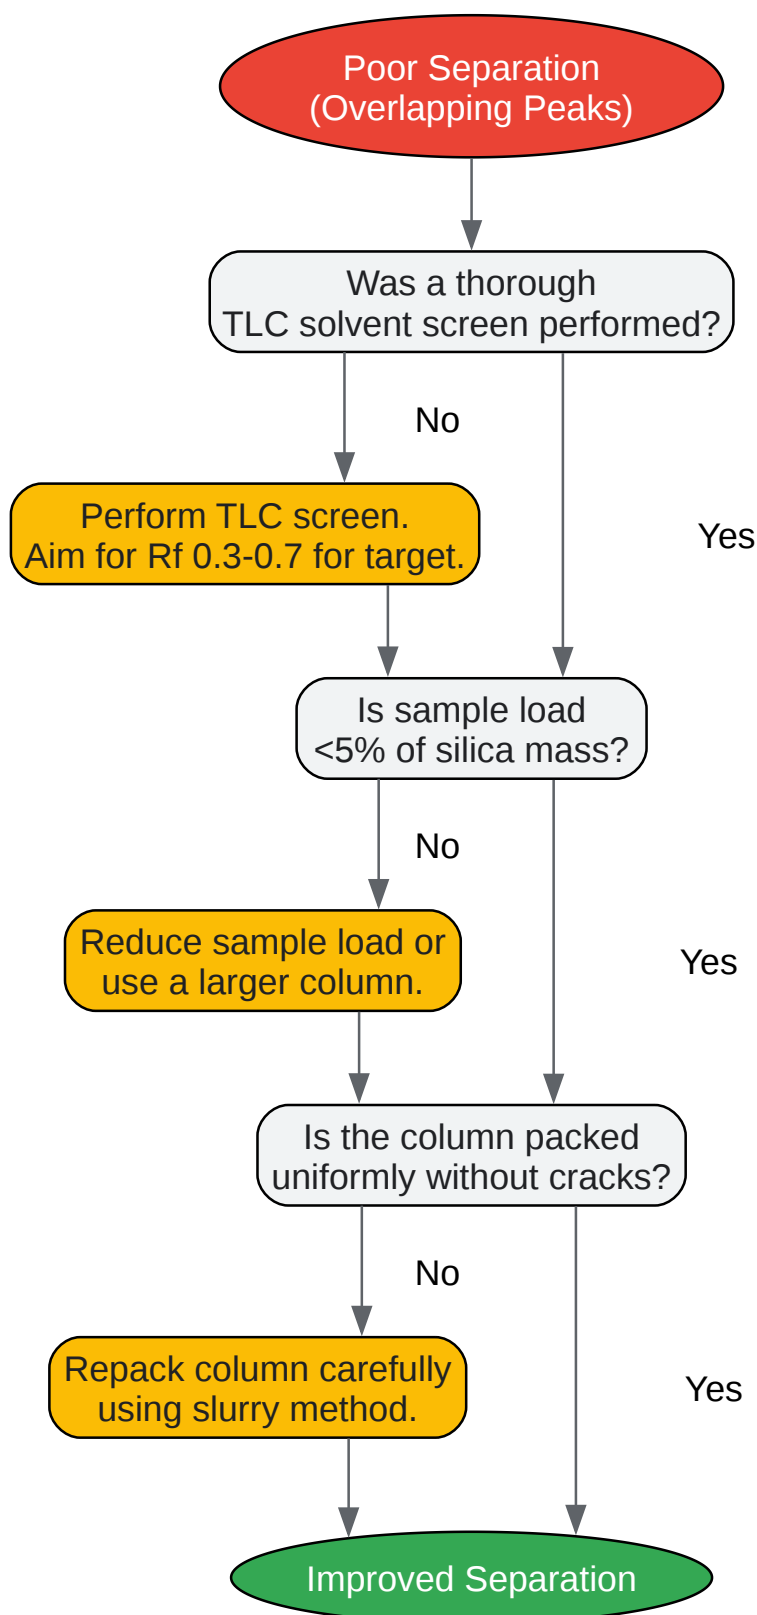 Poor Separation
(Overlapping Peaks)
Was a thorough
TLC solvent screen performed?
No
Perform TLC screen.
Aim for Rf 0.3-0.7 for target.
Yes
Is sample load
<5% of silica mass?
No
Reduce sample load or
use a larger column.
Yes
Is the column packed
uniformly without cracks?
No
Repack column carefully
using slurry method.
Yes
Improved Separation